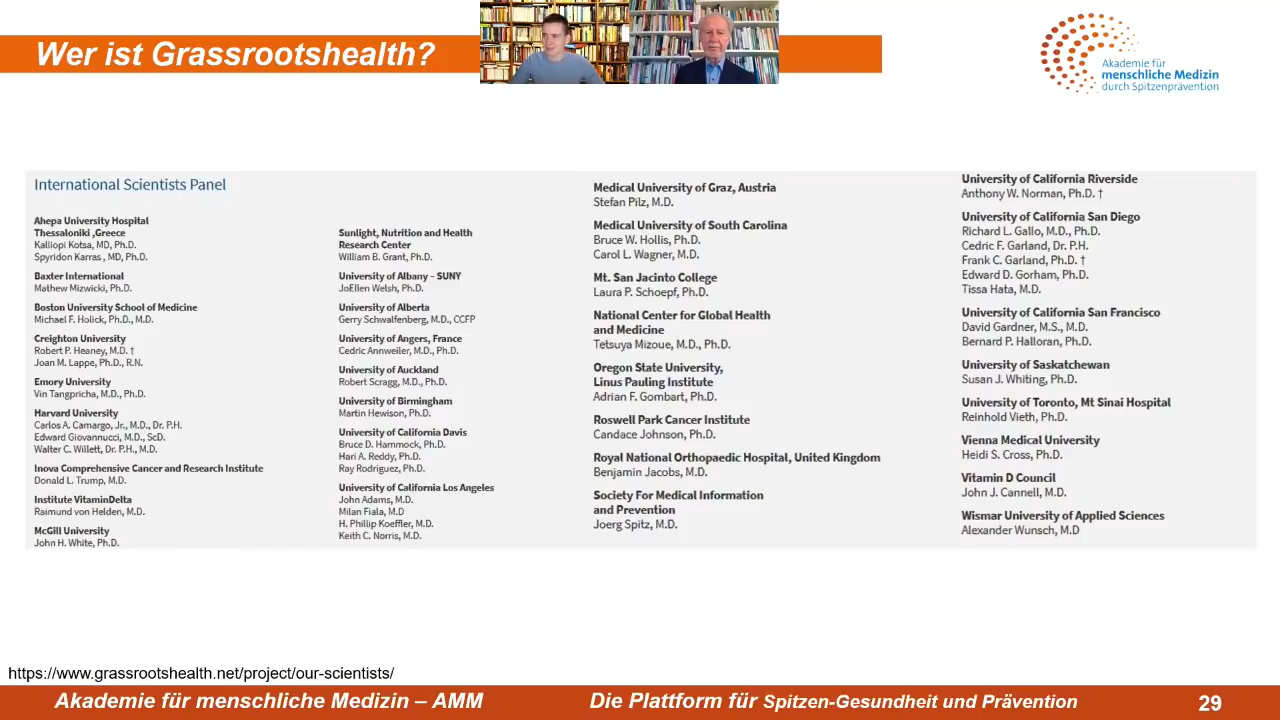 Wer ist Grassrootshealth?
Akademie für
menschliche Medizin
durch Spitzenprävention
International Scientists Panel
Ahepa University Hospital
Thessaloniki ,Greece
Kalliopi Kotsa, MD, Ph.D.
Spyridon Karras , MD, Ph.D.
Baxter International
Mathew Mizwicki, Ph.D.
Boston University School of Medicine
Michael F. Holick, Ph.D., M.D.
Creighton University
Robert P. Heaney, M.D. †
Joan M. Lappe, Ph.D., R.N.
Emory University
Vin Tangpricha, M.D., Ph.D.
Harvard University
Carlos A. Camargo, Jr., M.D., Dr. P.H.
Edward Giovannucci, M.D., ScD.
Walter C. Willett, Dr. P.H., M.D.
Inova Comprehensive Cancer and Research Institute
Donald L. Trump, M.D.
Institute VitaminDelta
Raimund von Helden, M.D.
McGill University
John H. White, Ph.D.
Sunlight, Nutrition and Health
Research Center
William B. Grant, Ph.D.
University of Albany – SUNY
JoEllen Welsh, Ph.D.
University of Alberta
Gerry Schwalfenberg, M.D., CCFP
University of Angers, France
Cedric Annweiler, M.D., Ph.D.
University of Auckland
Robert Scragg, M.D., Ph.D.
University of Birmingham
Martin Hewison, Ph.D.
University of California Davis
Bruce D. Hammock, Ph.D.
Hari A. Reddy, Ph.D.
Ray Rodriguez, Ph.D.
University of California Los Angeles
John Adams, M.D.
Milan Fiala, M.D
H. Phillip Koeffler, M.D.
Keith C. Norris, M.D.
Medical University of Graz, Austria
Stefan Pilz, M.D.
Medical University of South Carolina
Bruce W. Hollis, Ph.D.
Carol L. Wagner, M.D.
Mt. San Jacinto College
Laura P. Schoepf, Ph.D.
National Center for Global Health
and Medicine
Tetsuya Mizoue, M.D., Ph.D.
Oregon State University,
Linus Pauling Institute
Adrian F. Gombart, Ph.D.
Roswell Park Cancer Institute
Candace Johnson, Ph.D.
Royal National Orthopaedic Hospital, United Kingdom
Benjamin Jacobs, M.D.
Society For Medical Information
and Prevention
Joerg Spitz, M.D.
University of California Riverside
Anthony W. Norman, Ph.D. †
University of California San Diego
Richard L. Gallo, M.D., Ph.D.
Cedric F. Garland, Dr. P.H.
Frank C. Garland, Ph.D. †
Edward D. Gorham, Ph.D.
Tissa Hata, M.D.
University of California San Francisco
David Gardner, M.S., M.D.
Bernard P. Halloran, Ph.D.
University of Saskatchewan
Susan J. Whiting, Ph.D.
University of Toronto, Mt Sinai Hospital
Reinhold Vieth, Ph.D.
Vienna Medical University
Heidi S. Cross, Ph.D.
Vitamin D Council
John J. Cannell, M.D.
Wismar University of Applied Sciences
Alexander Wunsch, M.D
https://www.grassrootshealth.net/project/our-scientists/
Akademie für menschliche Medizin – AMM
Die Plattform für Spitzen-Gesundheit und Prävention
29